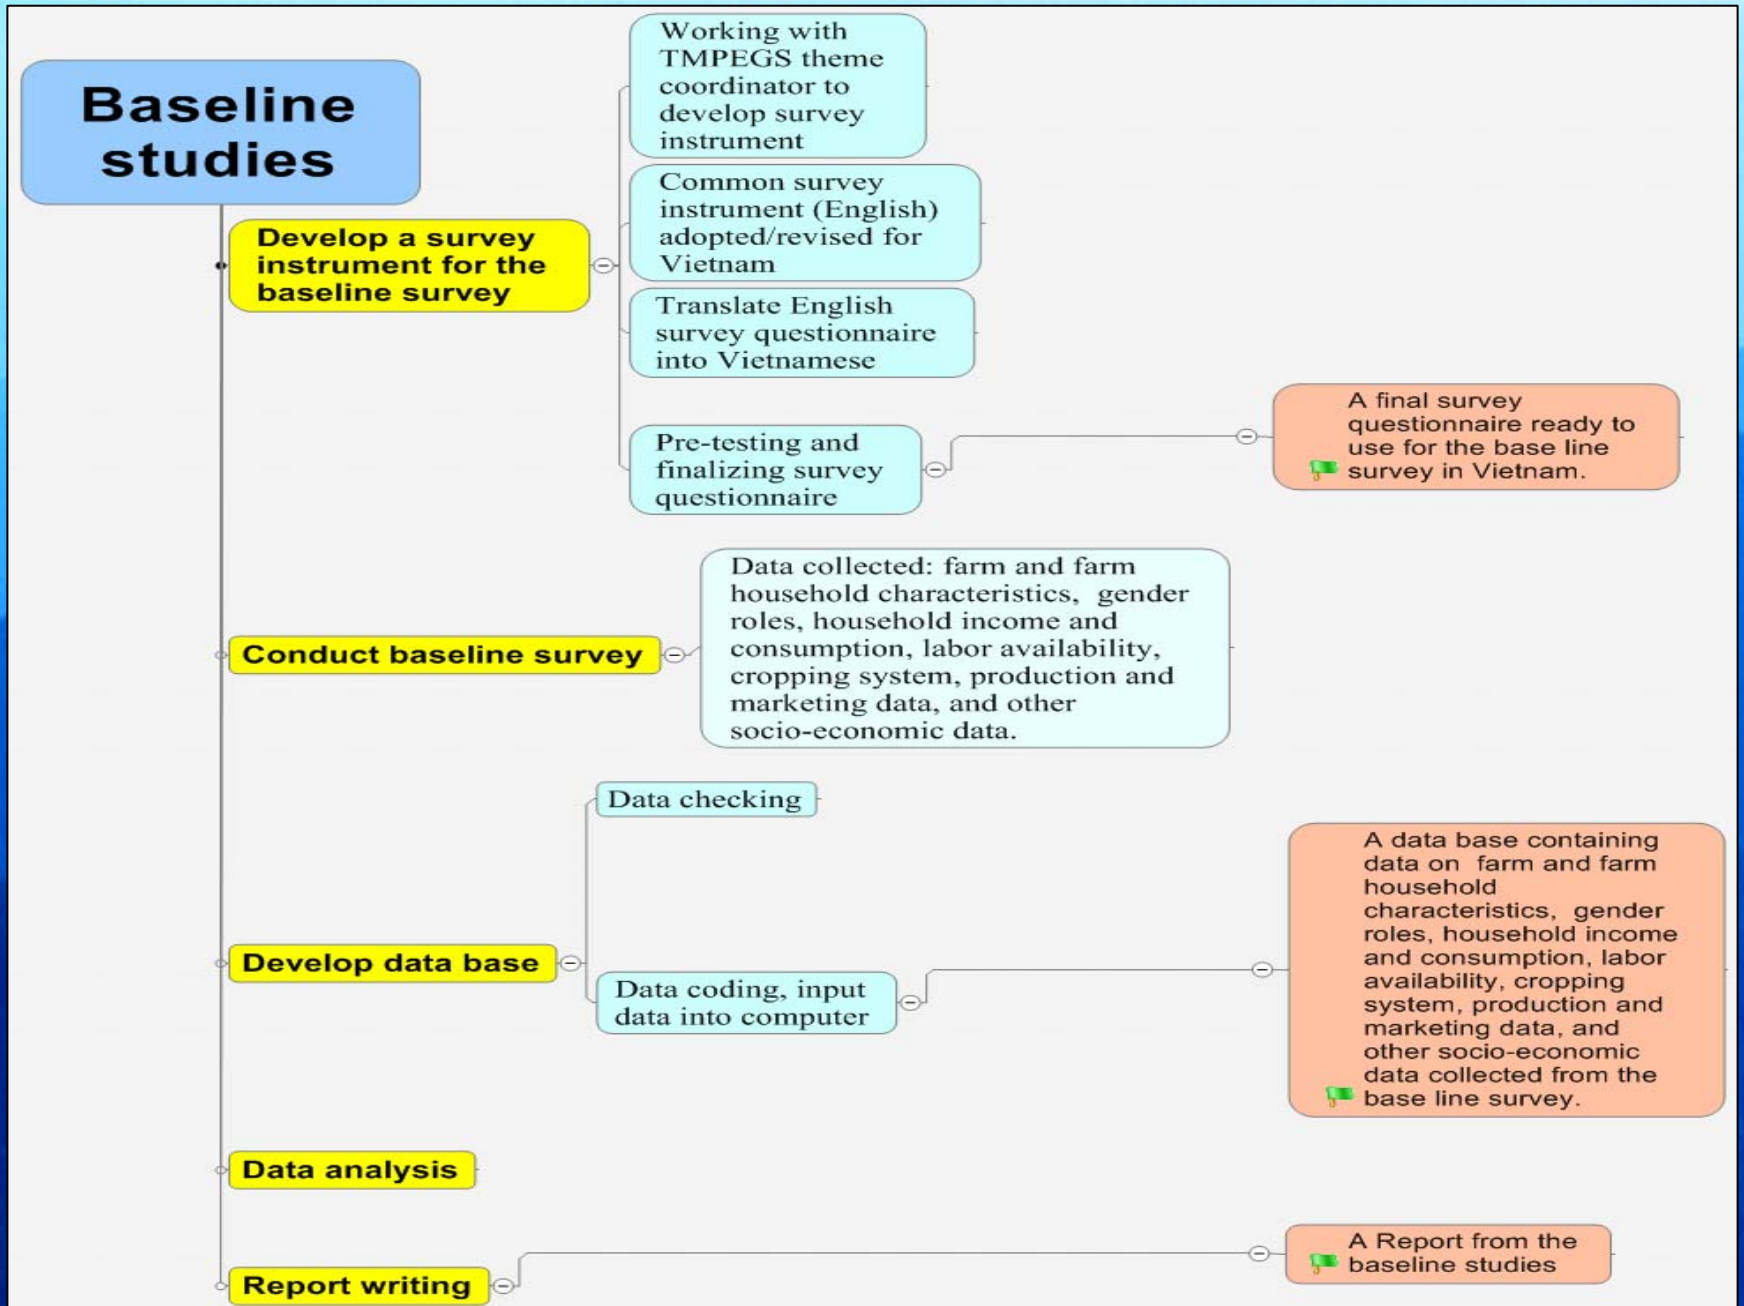 Baseline
studies
Develop a survey
instrument for the
baseline survey
Working with
TMPEGS theme
coordinator to
develop survey
instrument
Common survey
instrument (English)
adopted/revised for
Vietnam
Translate English
survey questionnaire
into Vietnamese
Pre-testing and
finalizing survey
questionnaire
A final survey
questionnaire ready to
use for the base line
survey in Vietnam.
Conduct baseline survey
Data collected: farm and farm
household characteristics,  gender
roles, household income and
consumption, labor availability,
cropping system, production and
marketing data, and other
socio-economic data.
Develop data base
Data checking
Data coding, input
data into computer
A data base containing
data on  farm and farm
household
characteristics,  gender
roles, household income
and consumption, labor
availability, cropping
system, production and
marketing data, and
other socio-economic
data collected from the
base line survey.
Data analysis
Report writing
A Report from the
baseline studies